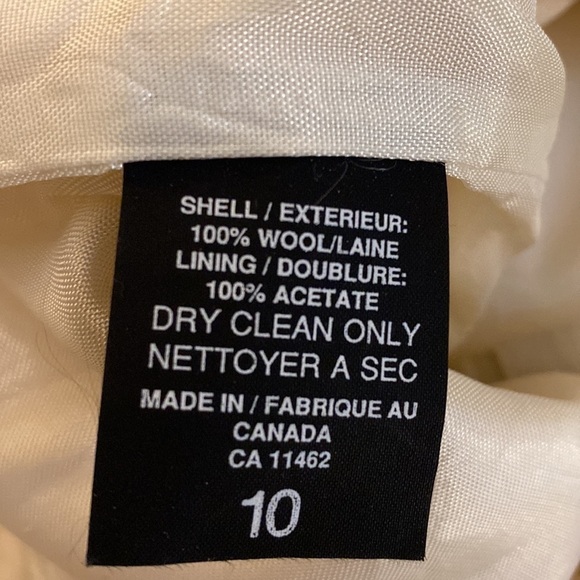 SHELL / EXTERIEUR:
100% WOOL/LAINE
LINING / DOUBLURE:
100% ACETATE
DRY CLEAN ONLY
NETTOYER A SEC
MADE IN / FABRIQUE AU
CANADA
CA 11462
10